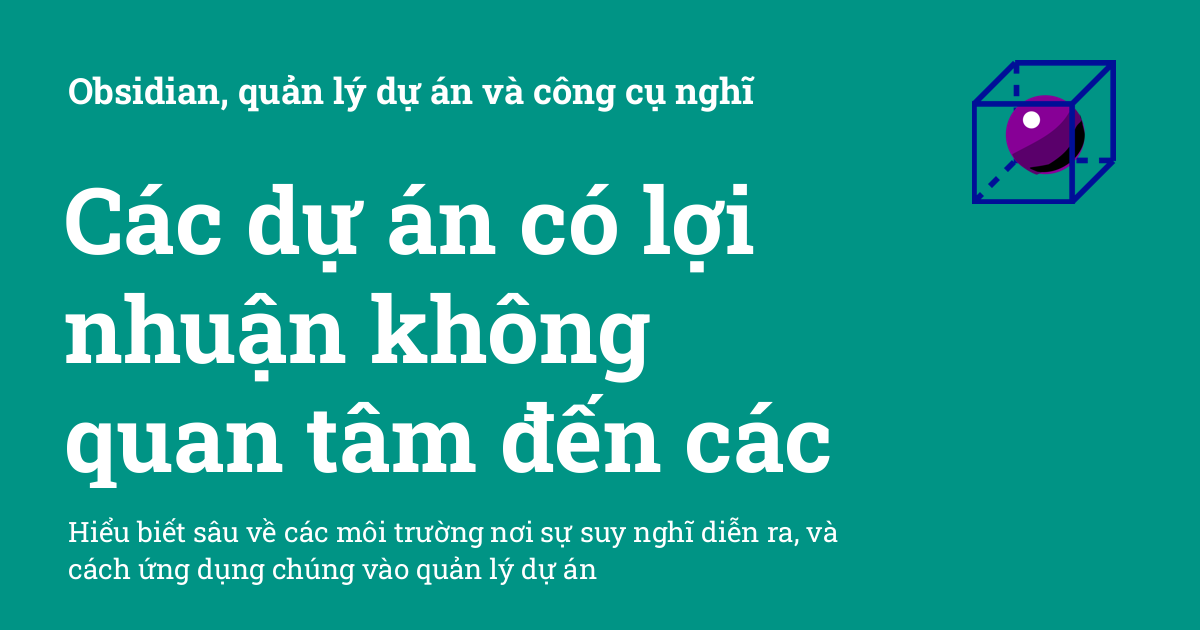 Obsidian, quản lý dự án và công cụ nghĩ
Các dự án có lợi
nhuận không
quan tâm đến các
Hiểu biết sâu về các môi trường nơi sự suy nghĩ diễn ra, và
cách ứng dụng chúng vào quản lý dự án